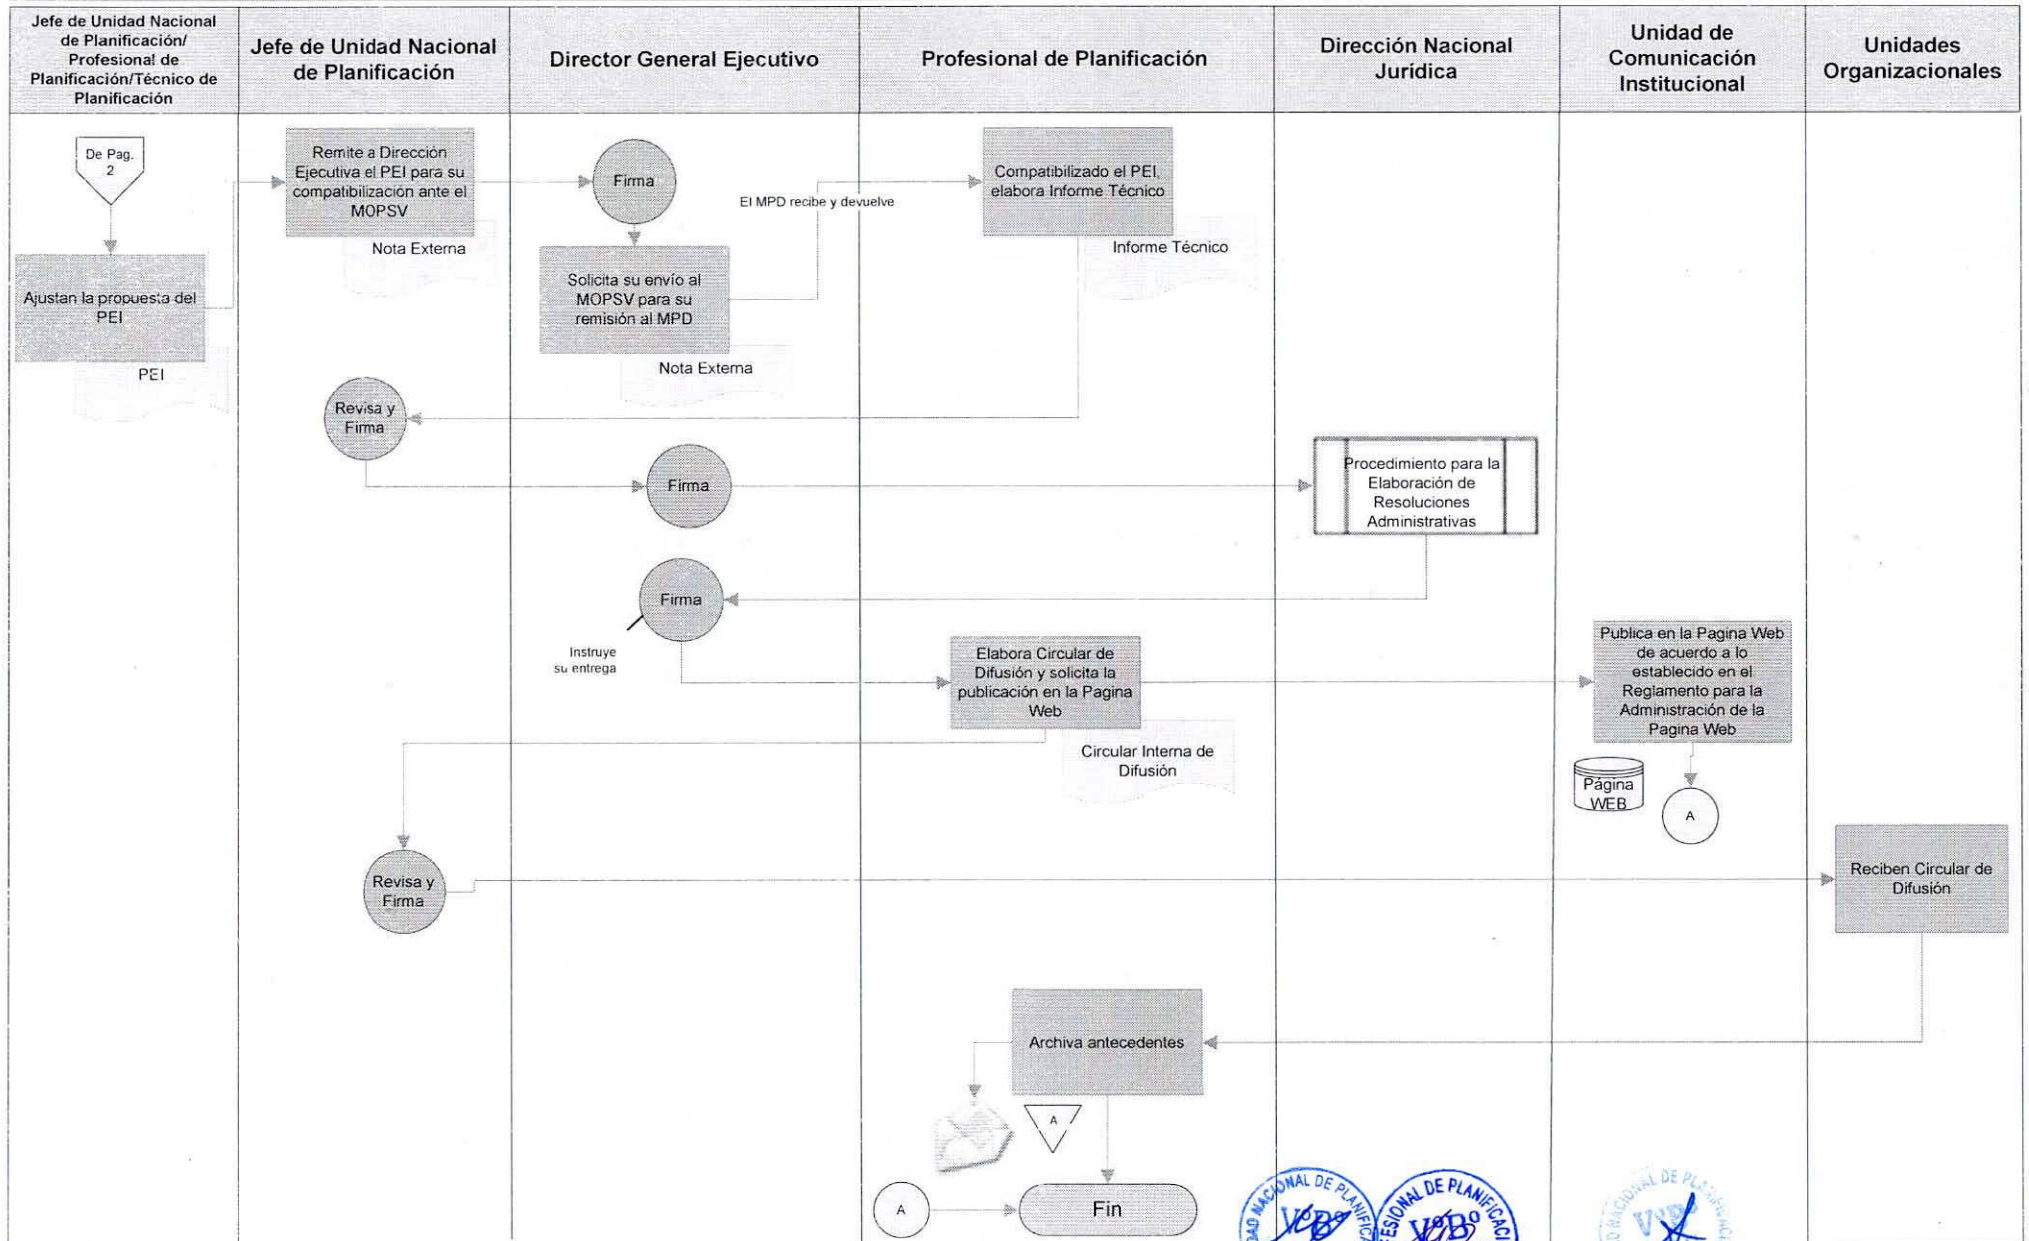 Jefe de Unidad Nacional
de Planificación/
Profesional de
Planificación/Técnico de
Planificación
Jefe de Unidad Nacional
de Planificación
Director General Ejecutivo
Profesional de Planificación
Dirección Nacional
Jurídica
Unidad de
Comunicación
Institucional
Unidades
Organizacionales
De Pag.
2
Remite a Dirección
Ejecutiva el PEI para su
compatibilización ante el
MOPSV
Nota Externa
Firma
El MPD recibe y devuelve
Compatibilizado el PEI,
elabora Informe Técnico
Informe Técnico
Ajustan la propuesta del
PEI
PEI
Solicita su envío al
MOPSV para su
remisión al MPD
Nota Externa
Revisa y
Firma
Firma
Procedimiento para la
Elaboración de
Resoluciones
Administrativas
Firma
Instruye
su entrega
Elabora Circular de
Difusión y solicita la
publicación en la Pagina
Web
Circular Interna de
Difusión
Publica en la Pagina Web
de acuerdo a lo
establecido en el
Reglamento para la
Administración de la
Pagina Web
Página
WEB
A
Revisa y
Firma
Reciben Circular de
Difusión
Archiva antecedentes
A
A
Fin
NACIONAL DE
VºBº
DE
VºBº
DE